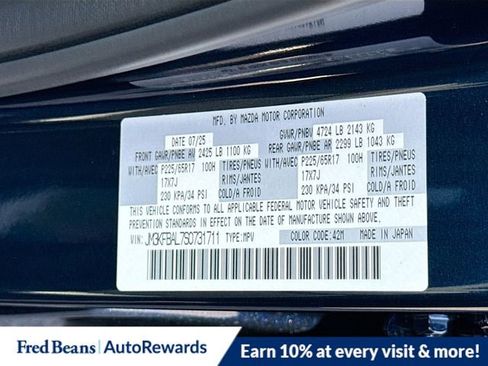 MFD. BY MAZDA MOTOR CORPORATION
DATE 07/25 GVWR/PNBV 4724 LB 2143 KG
FRONT GAWR/PNBE AV 2425 LB 1100 KG REAR GAWR/PNBE AR 2299 LB 1043 KG
WITH/AVEC P225/65R17 100H TIRES/PNEUS WITH/AVEC P225/65R17 100H TIRES/PNEUS
17X7J RIMS/JANTES 17X7J RIMS/JANTES
230 KPA/34 PSI COLD/A FROID 230 KPA/34 PSI COLD/A FROID
THIS VEHICLE CONFORMS TO ALL APPLICABLE FEDERAL MOTOR VEHICLE SAFETY AND THEFT
PREVENTION STANDARDS IN EFFECT ON THE DATE OF MANUFACTURE SHOWN ABOVE.
VIN: JM3KFBAL7S0731711 TYPE:MPV COLOR CODE:42M MADE IN JAPAN
Fred Beans | AutoRewards Earn 10% at every visit & more!